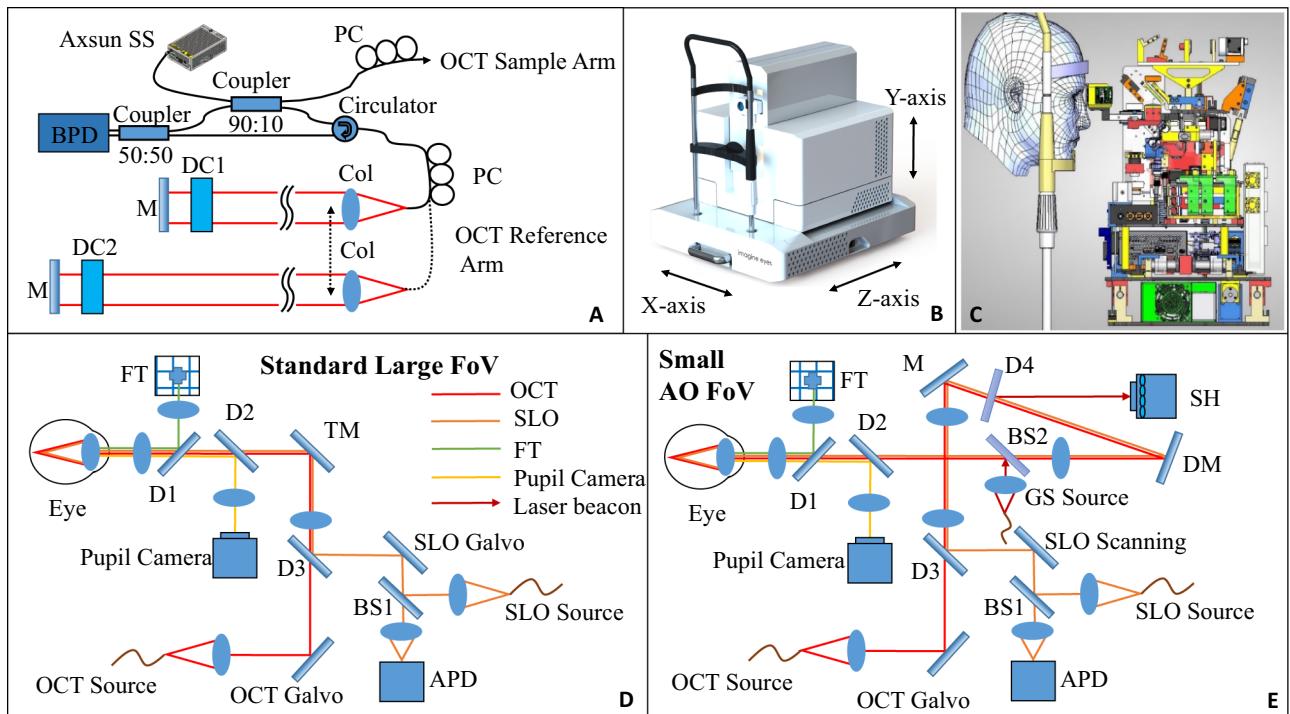 Axsun SS
PC
OCT Sample Arm
Coupler
Coupler
Circulator
BPD
90:10
50:50
DC1
Col
PC
M
OCT Reference
Arm
DC2
Col
M
A
Y-axis
imagine eyes
X-axis
Z-axis
B
C
Standard Large FoV
FT
D2
TM
OCT
SLO
FT
Pupil Camera
Laser beacon
D1
Eye
Pupil Camera
D3
SLO Galvo
BS1
SLO Source
OCT Source
OCT Galvo
APD
D
Small
AO FoV
FT
M
D4
SH
D2
BS2
DM
D1
Eye
GS Source
Pupil Camera
D3
SLO Scanning
BS1
SLO Source
OCT Source
OCT Galvo
APD
E